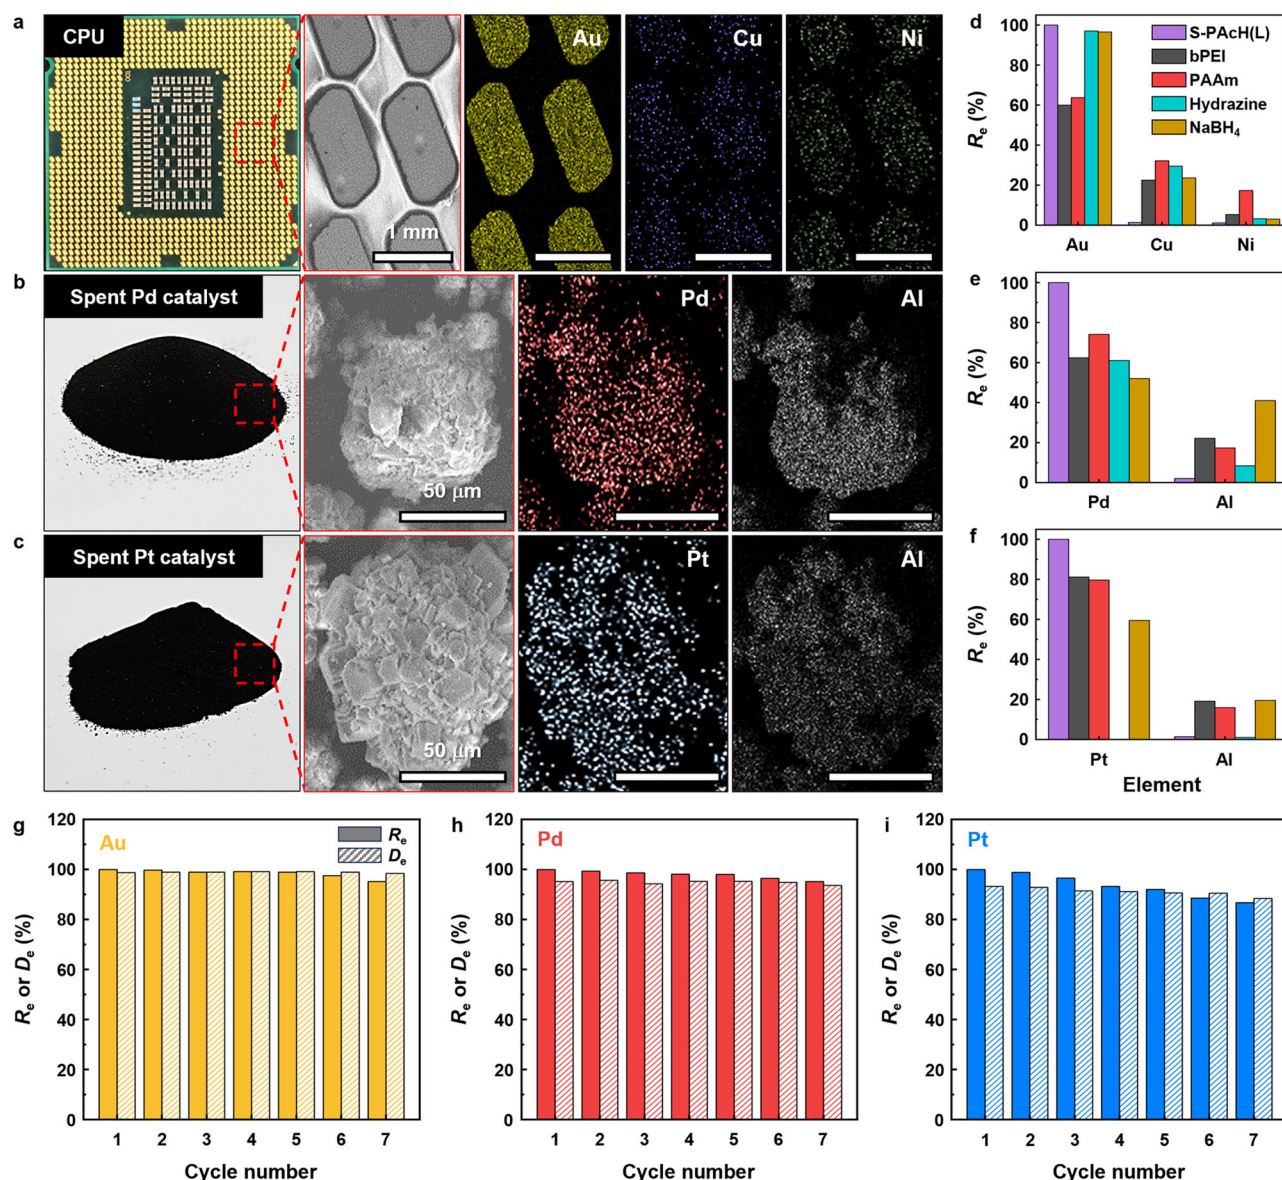 a
CPU
1 mm
Au
Cu
Ni
b
Spent Pd catalyst
50 μm
Pd
Al
c
Spent Pt catalyst
50 μm
Pt
Al
d
Re (%)
100
80
60
40
20
0
S-PAcH(L)
bPEI
PAAm
Hydrazine
NaBH4
Au Cu Ni
e
Re (%)
100
80
60
40
20
0
Pd Al
f
Re (%)
100
80
60
40
20
0
Pt Al
Element
g
Au
Re
De
Re or De (%)
120
100
80
60
40
20
0
1 2 3 4 5 6 7
Cycle number
h
Pd
Re or De (%)
120
100
80
60
40
20
0
1 2 3 4 5 6 7
Cycle number
i
Pt
Re or De (%)
120
100
80
60
40
20
0
1 2 3 4 5 6 7
Cycle number